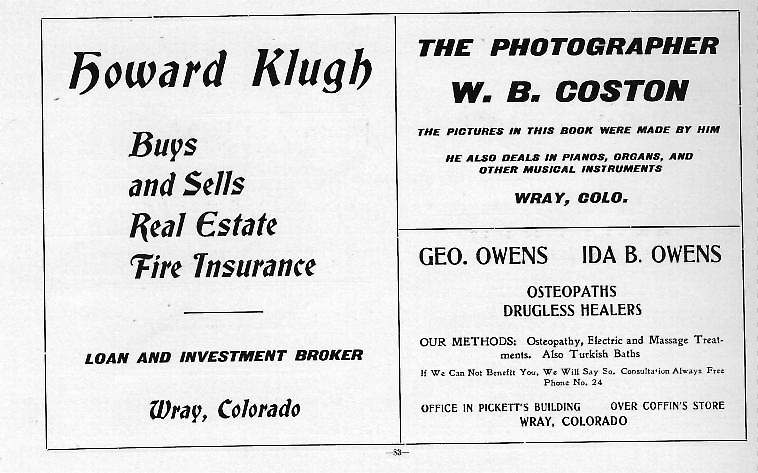 Howard Klugh
Buys
and Sells
Real Estate
Fire Insurance
LOAN AND INVESTMENT BROKER
Wray, Colorado
THE PHOTOGRAPHER
W. B. COSTON
THE PICTURES IN THIS BOOK WERE MADE BY HIM
HE ALSO DEALS IN PIANOS, ORGANS, AND
OTHER MUSICAL INSTRUMENTS
WRAY, COLO.
GEO. OWENS IDA B. OWENS
OSTEOPATHS
DRUGLESS HEALERS
OUR METHODS: Osteopathy, Electric and Massage Treat-
ments. Also Turkish Baths
If We Can Not Benefit You, We Will Say So. Consultation Always Free
Phone No. 24
OFFICE IN PICKETT'S BUILDING OVER COFFIN'S STORE
WRAY, COLORADO
—53—